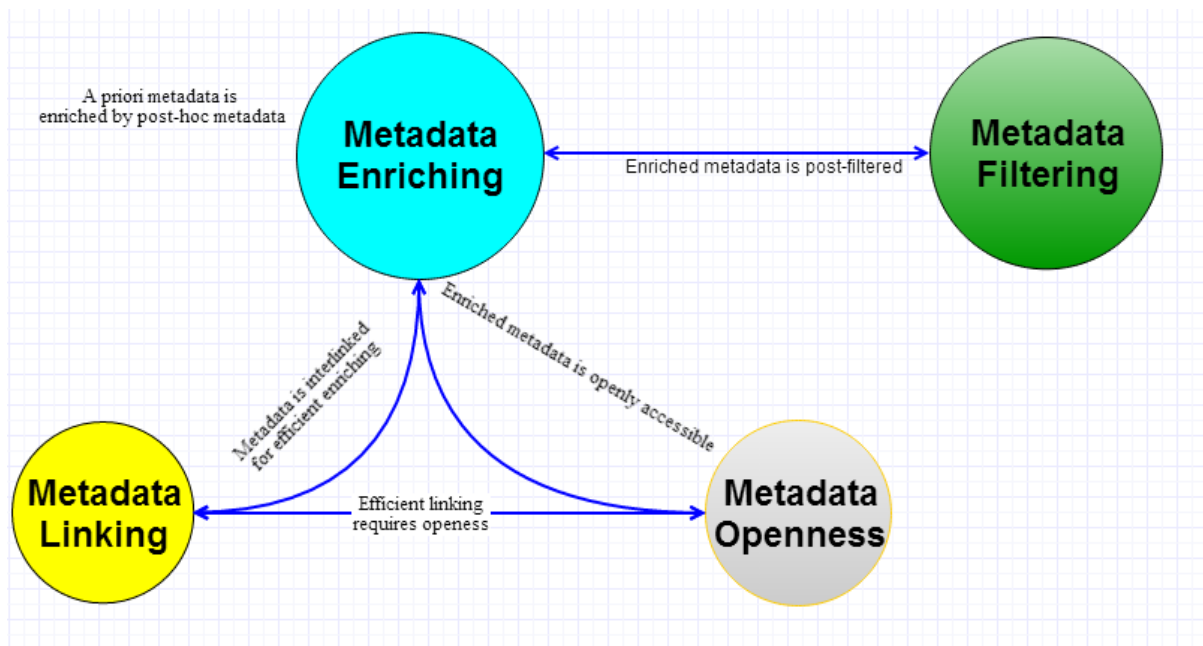 A priori metadata is
enriched by post-hoc metadata
Metadata
Enriching
Enriched metadata is post-filtered
Metadata
Filtering
Metadata is interlinked
for efficient enriching
Enriched metadata is openly accessible
Metadata
Linking
Efficient linking
requires openess
Metadata
Openness